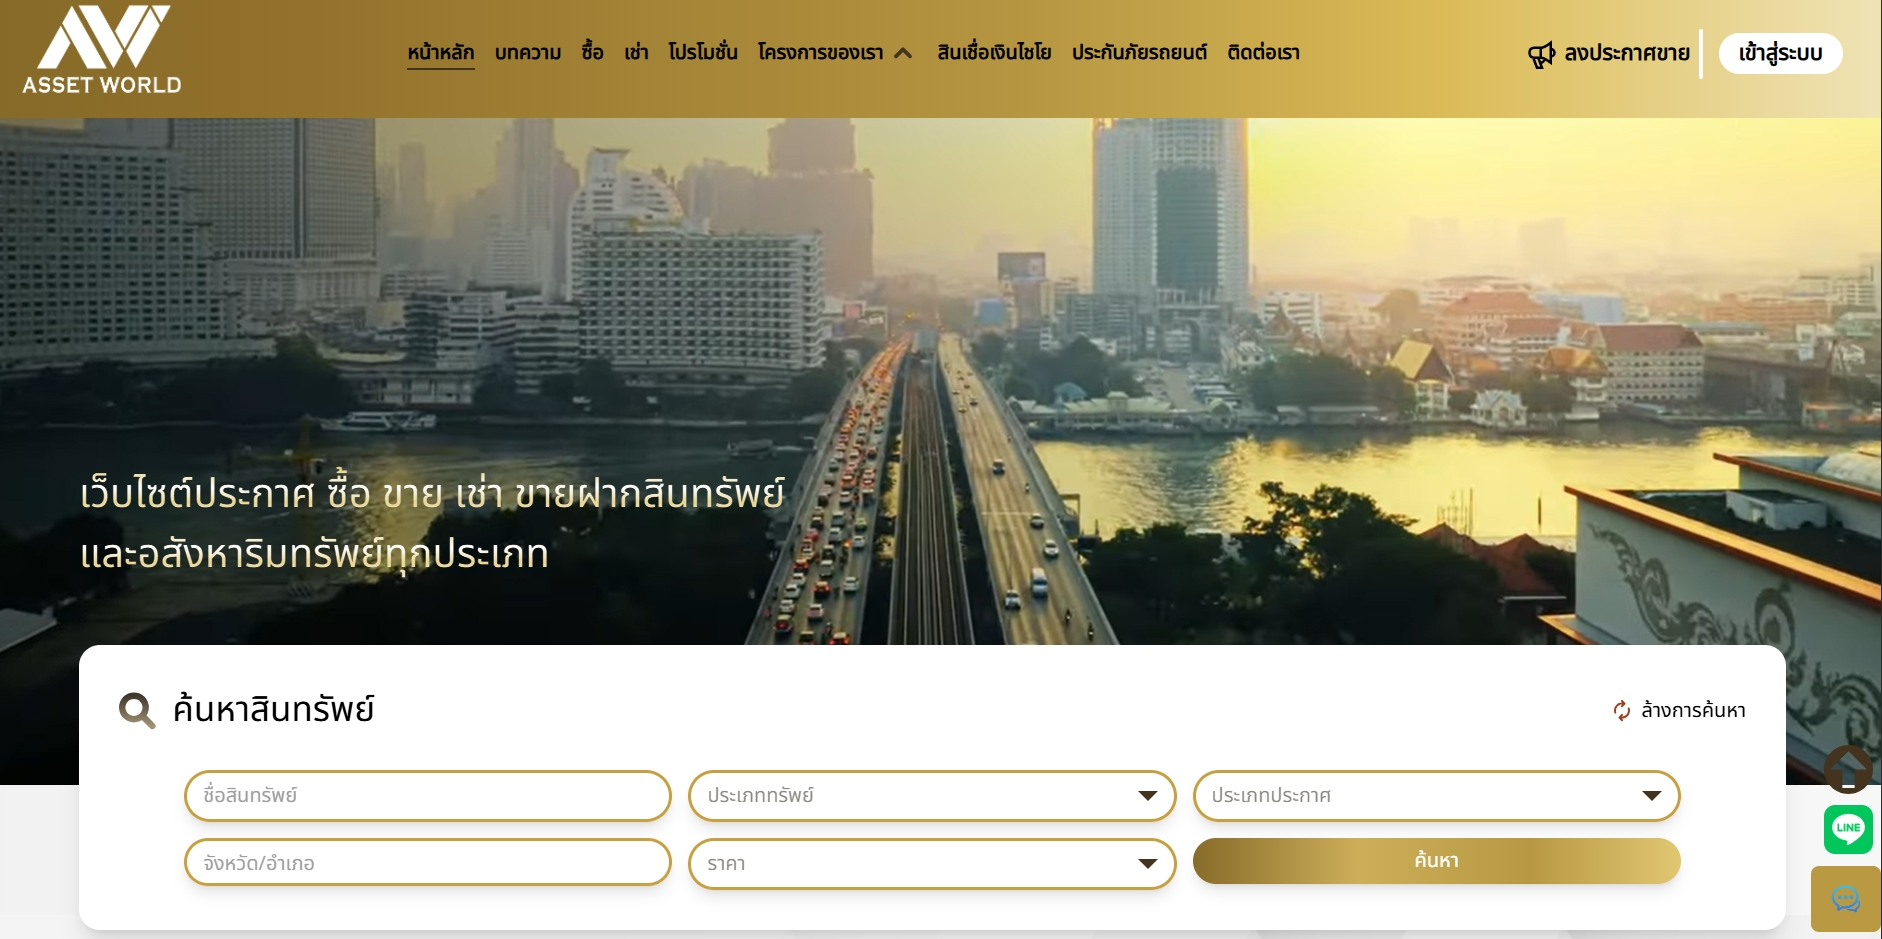 ASSET WORLD
หน้าหลัก บทความ ซื้อ เช่า โปรโมชั่น โครงการของเรา สินเชื่อเงินไชโย ประกันภัยรถยนต์ ติดต่อเรา
ลงประกาศขาย เข้าสู่ระบบ
เว็บไซต์ประกาศ ซื้อ ขาย เช่า ขายฝากสินทรัพย์
และอสังหาริมทรัพย์ทุกประเภท
ค้นหาสินทรัพย์ ล้างการค้นหา
ชื่อสินทรัพย์ ประเภททรัพย์ ประเภทประกาศ
จังหวัด/อำเภอ ราคา ค้นหา
LINE